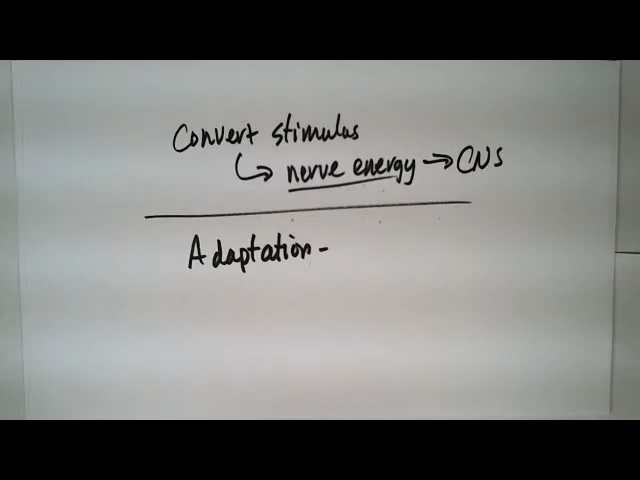 Convert stimulus
↳ nerve energy → CNS
Adaptation -